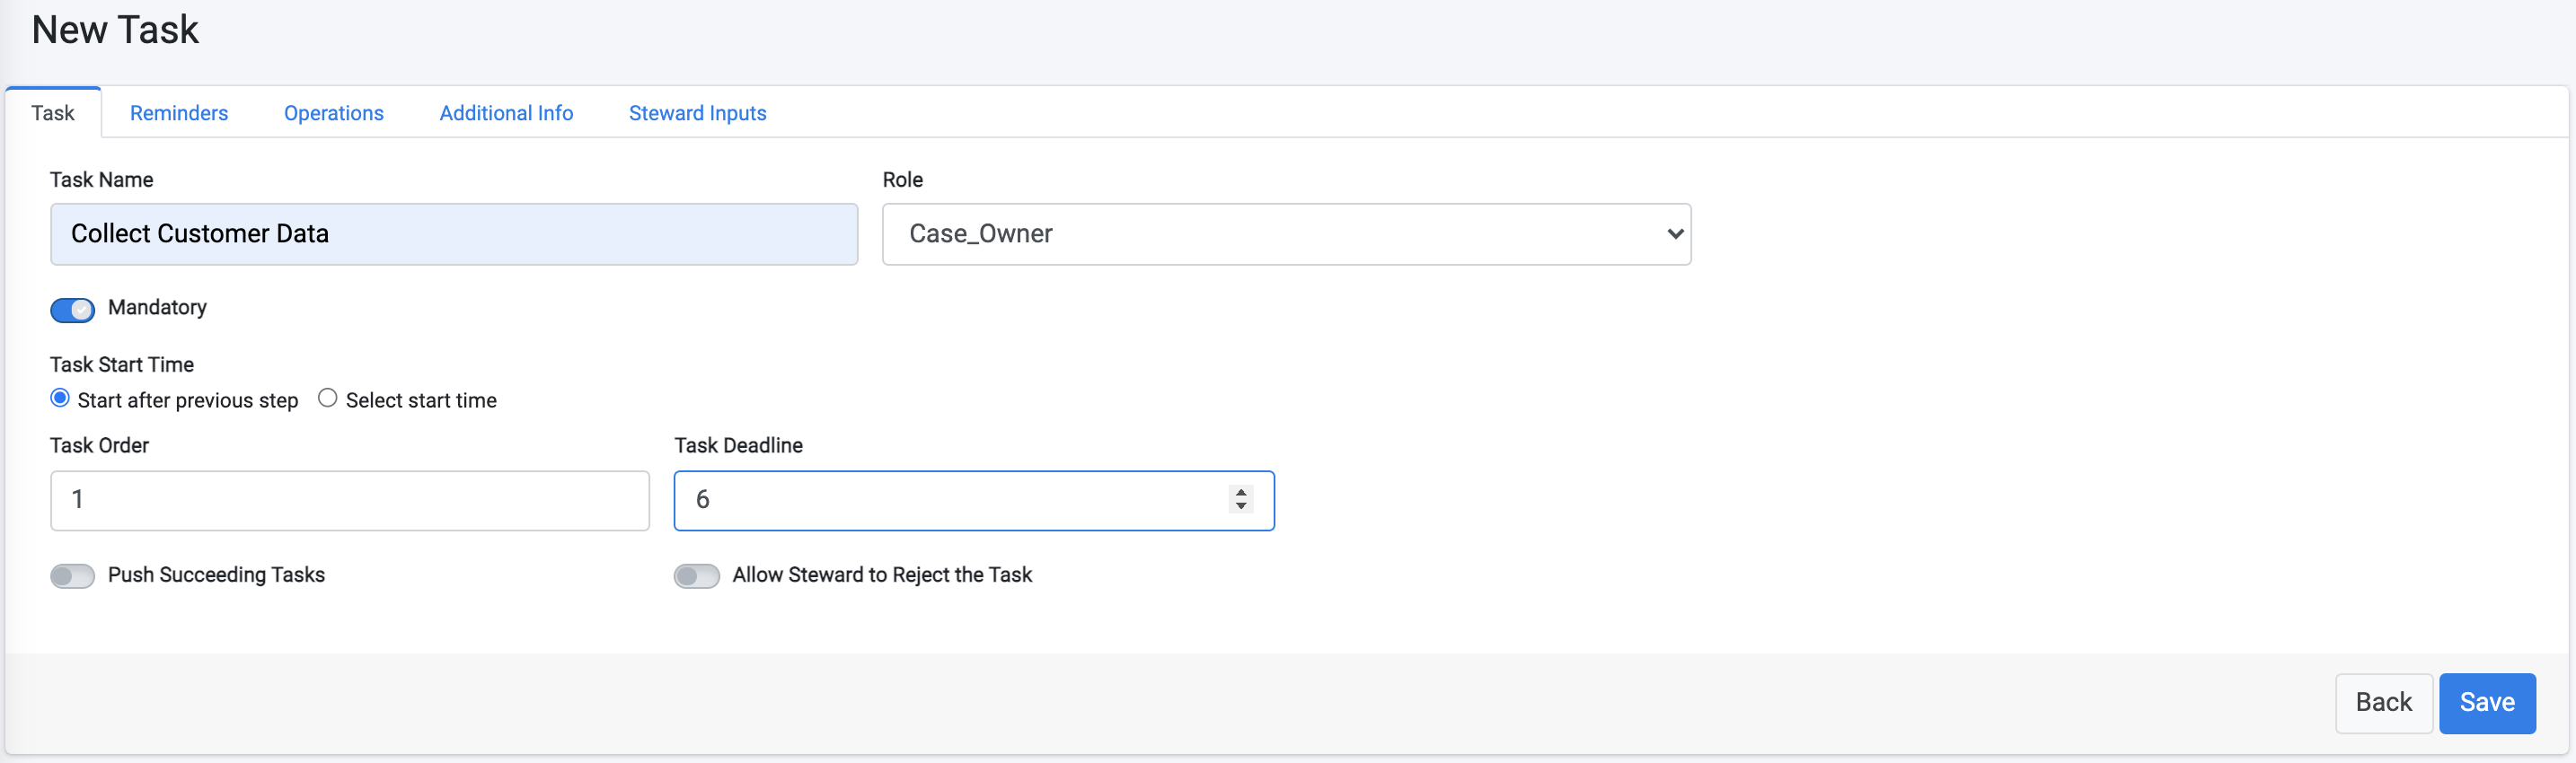 New Task
Task Reminders Operations Additional Info Steward Inputs
Task Name Role
Collect Customer Data Case_Owner
Mandatory
Task Start Time
Start after previous step Select start time
Task Order Task Deadline
1 6
Push Succeeding Tasks Allow Steward to Reject the Task
Back Save